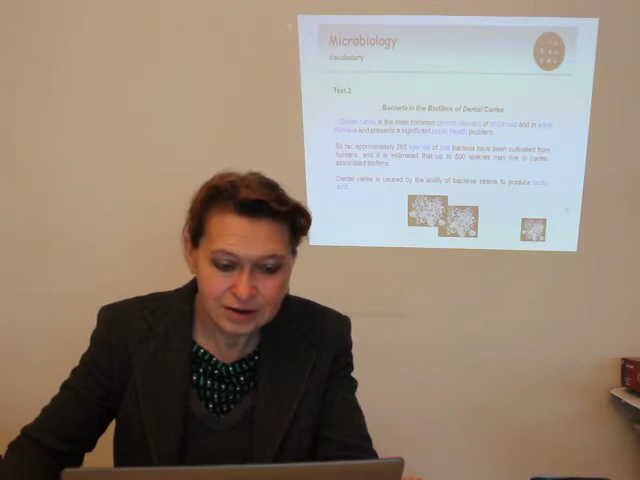 Microbiology
Vocabulary
Text 2:
Bacteria in the Biofilms of Dental Caries
Dental caries is the most common chronic disease of childhood and in adult
humans and presents a significant public health problem.
So far, approximately 260 species of oral bacteria have been cultivated from
humans, and it is estimated that up to 500 species may live in caries-
associated biofilms.
Dental caries is caused by the ability of bacterial strains to produce lactic
acid.